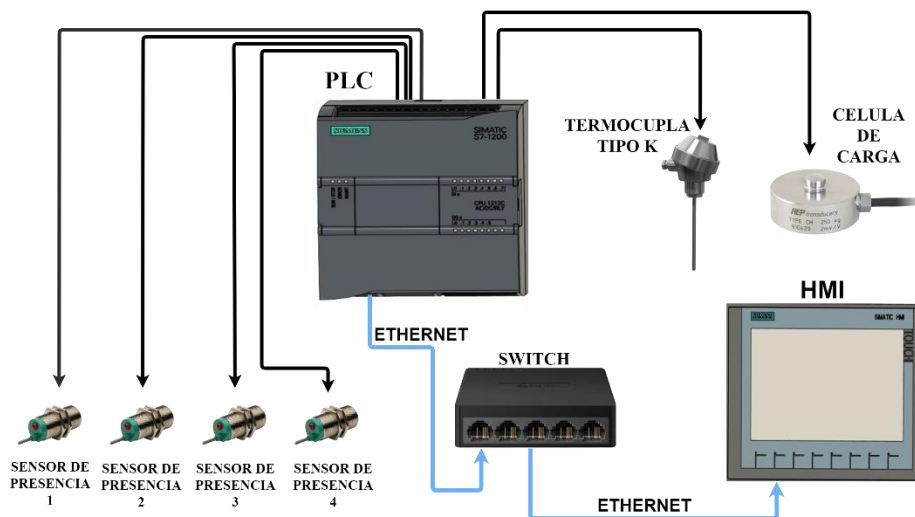 PLC
SIEMENS
SIMATIC
S7-1200
CPU 1212C
AC/DC/RLY
TERMOCUPLA
TIPO K
CELULA
DE
CARGA
AEP transducers
HMI
SIEMENS
SIMATIC HMI
TOUCH
ETHERNET
SWITCH
SENSOR DE
PRESENCIA
1
SENSOR DE
PRESENCIA
2
SENSOR DE
PRESENCIA
3
SENSOR DE
PRESENCIA
4
ETHERNET